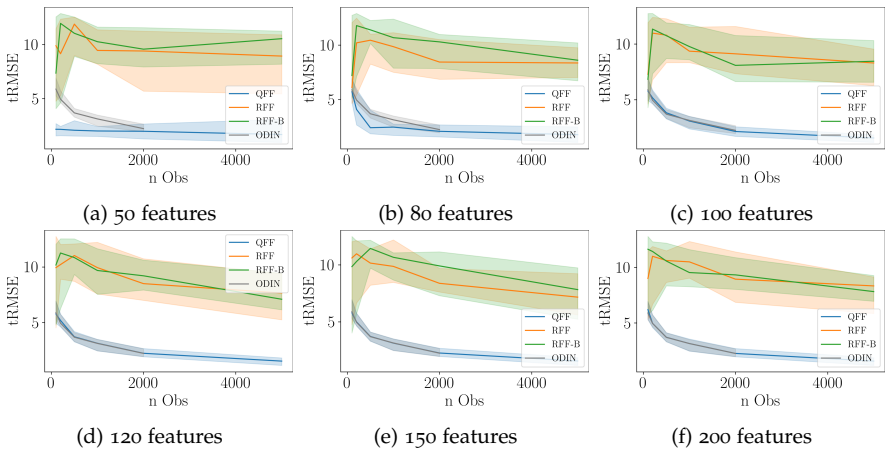 10
5
tRMSE
QFF
RFF
RFF-B
ODIN
0
2000
4000
n Obs
(a) 50 features
10
5
tRMSE
QFF
RFF
RFF-B
ODIN
0
2000
4000
n Obs
(b) 80 features
10
5
tRMSE
QFF
RFF
RFF-B
ODIN
0
2000
4000
n Obs
(c) 100 features
10
5
tRMSE
QFF
RFF
RFF-B
ODIN
0
2000
4000
n Obs
(d) 120 features
10
5
tRMSE
QFF
RFF
RFF-B
ODIN
0
2000
4000
n Obs
(e) 150 features
10
5
tRMSE
QFF
RFF
RFF-B
ODIN
0
2000
4000
n Obs
(f) 200 features